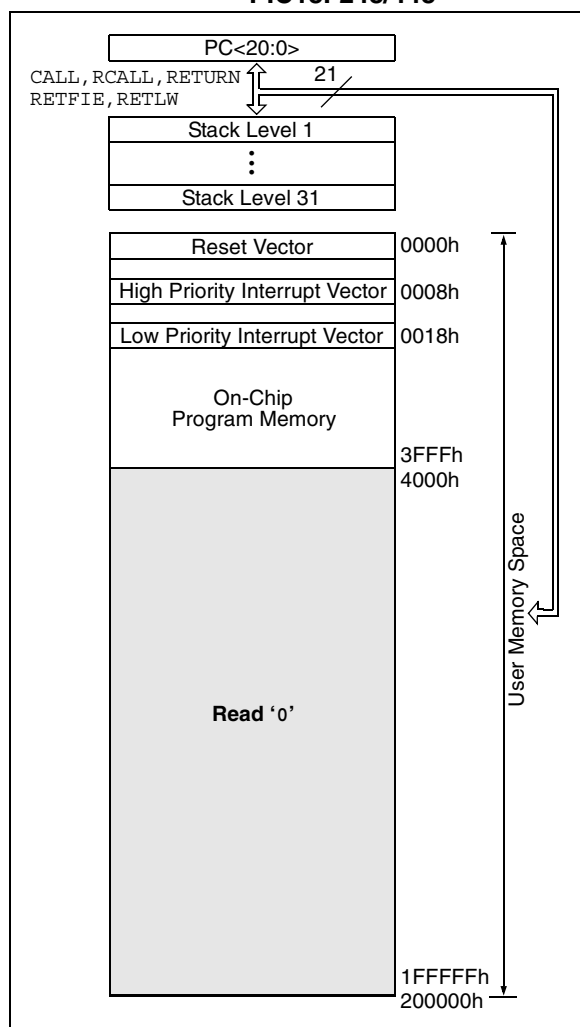 PC<20:0>
CALL,RCALL,RETURN
RETFIE,RETLW
21
Stack Level 1
Stack Level 31
Reset Vector
0000h
High Priority Interrupt Vector
0008h
Low Priority Interrupt Vector
0018h
On-Chip
Program Memory
3FFFh
4000h
User Memory Space
Read ‘0’
1FFFFFh
200000h